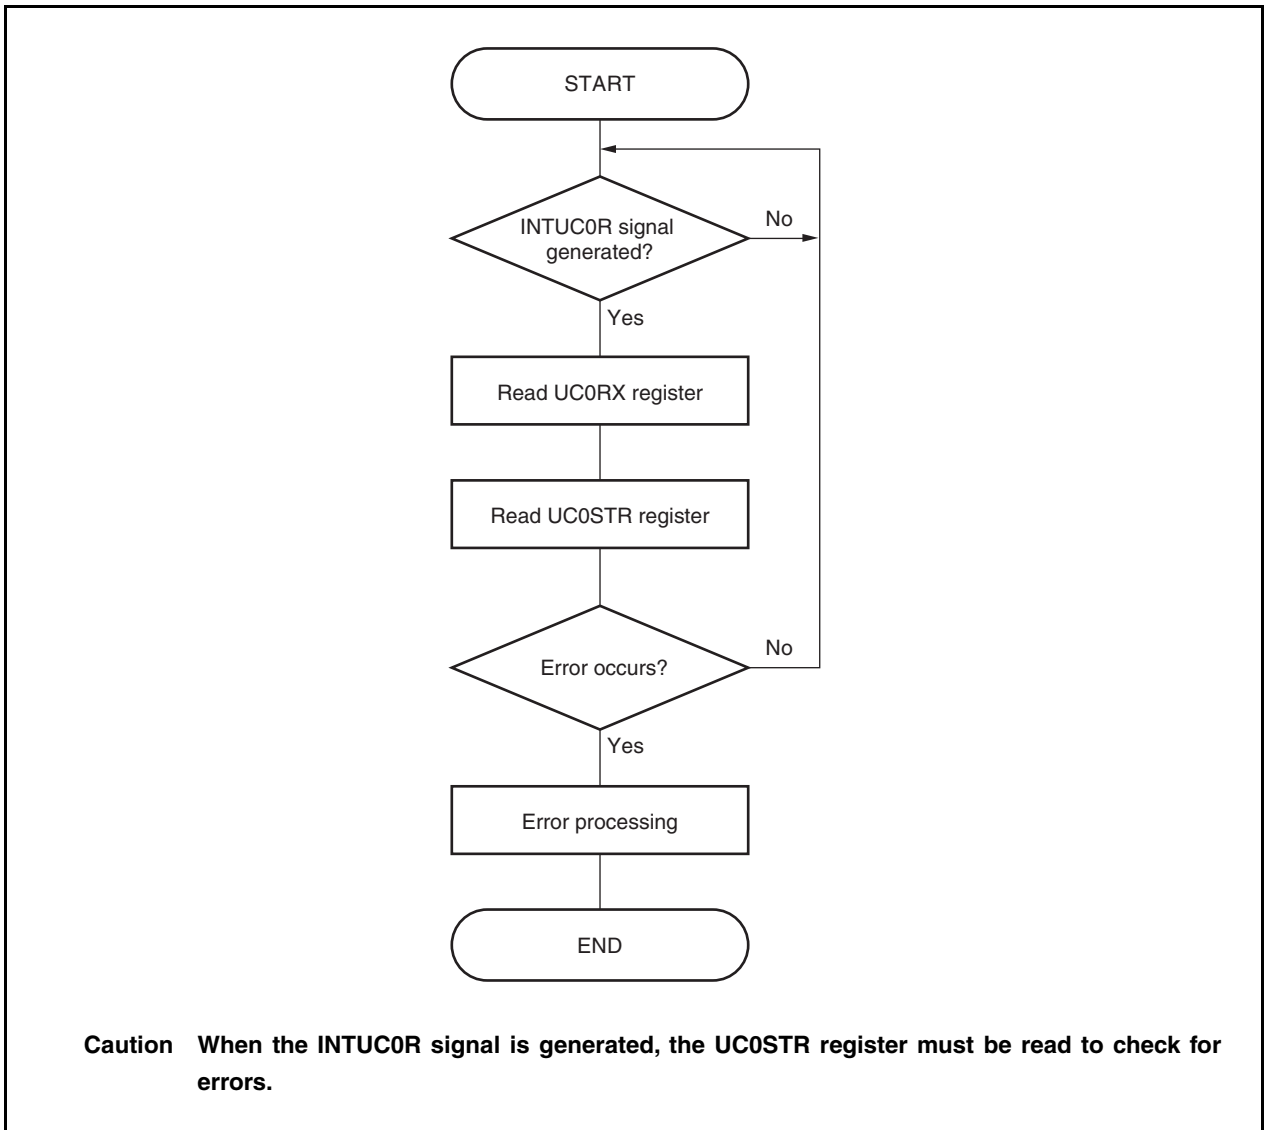 START
INTUC0R signal
generated?
No
Yes
Read UC0RX register
Read UC0STR register
Error occurs?
No
Yes
Error processing
END
Caution When the INTUC0R signal is generated, the UC0STR register must be read to check for
errors.